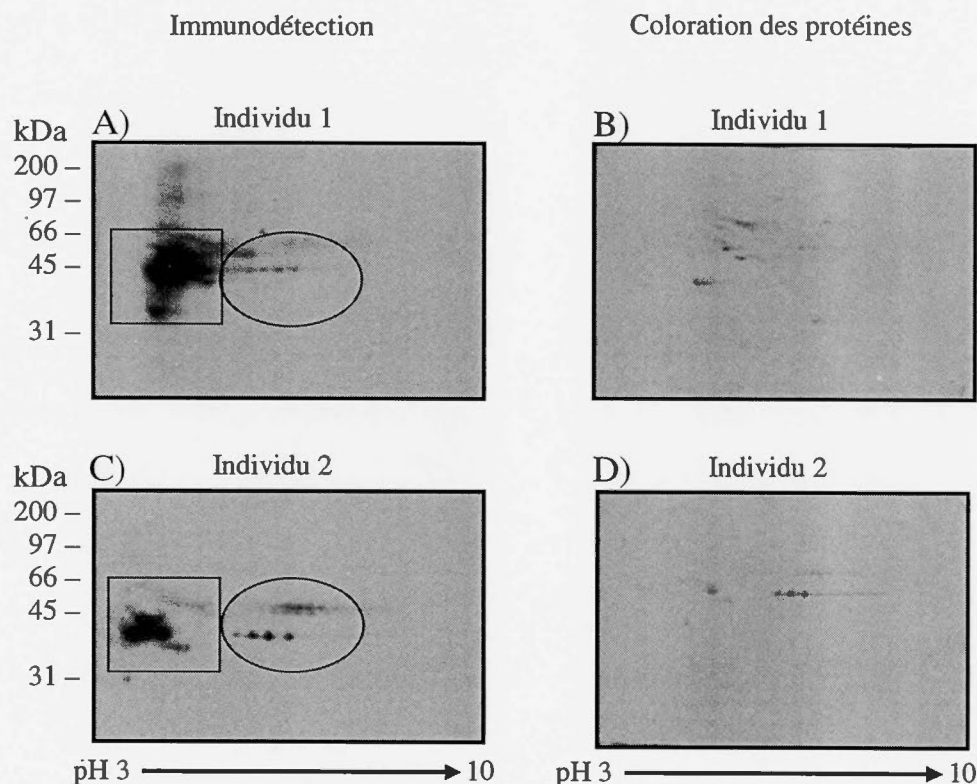 Immunodétection
Coloration des protéines
kDa
A)
Individu 1
B)
Individu 1
200 –
97 –
66 –
45 –
31 –
kDa
C)
Individu 2
D)
Individu 2
200 –
97 –
66 –
45 –
31 –
pH 3
10
pH 3
10